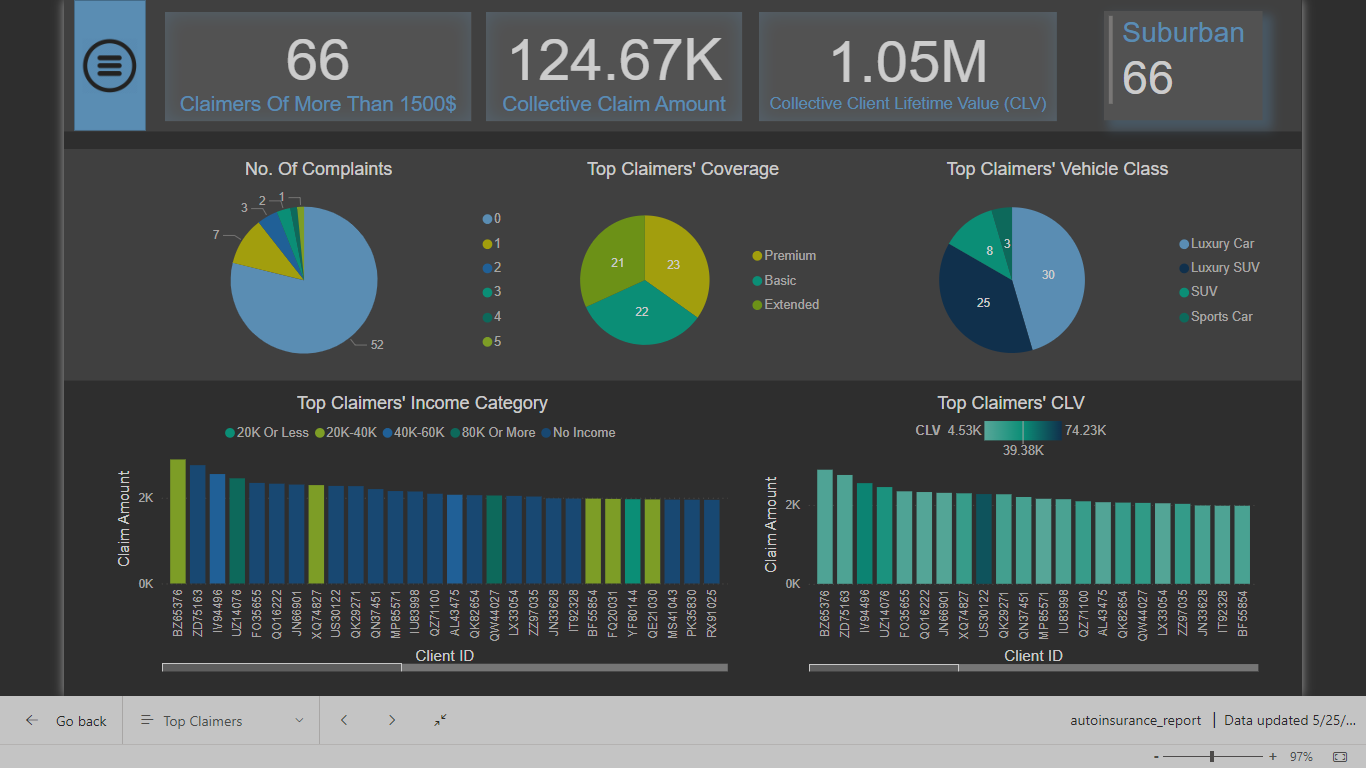 66
Claimers Of More Than 1500$
124.67K
Collective Claim Amount
1.05M
Collective Client Lifetime Value (CLV)
Suburban
66
No. Of Complaints
3
2
1
7
52
0
1
2
3
4
5
Top Claimers' Coverage
21
23
22
Premium
Basic
Extended
Top Claimers' Vehicle Class
8
3
30
25
Luxury Car
Luxury SUV
SUV
Sports Car
Top Claimers' Income Category
20K Or Less
20K-40K
40K-60K
80K Or More
No Income
Claim Amount
2K
0K
BZ65376
ZD75163
IV94496
UZ14076
FO35655
QO16222
JN66901
XQ74827
US30122
QK29271
QN37451
MP85571
IU83998
QZ71100
AL43475
QK82654
QW44027
LX33054
ZZ97035
JN33628
IT92328
BF55854
FQ20031
YF80144
QE21030
MS41043
PK35830
RX91025
Client ID
Top Claimers' CLV
CLV 4.53K 74.23K
39.38K
Claim Amount
2K
0K
BZ65376
ZD75163
IV94496
UZ14076
FO35655
QO16222
JN66901
XQ74827
US30122
QK29271
QN37451
MP85571
IU83998
QZ71100
AL43475
QK82654
QW44027
LX33054
ZZ97035
JN33628
IT92328
BF55854
Client ID
Go back
Top Claimers
autoinsurance_report | Data updated 5/25/...
- + 97%